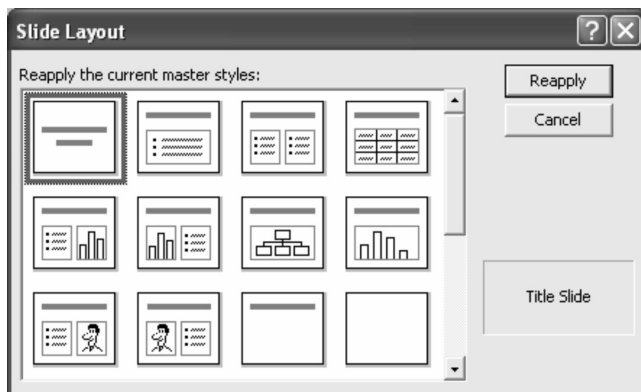 Slide Layout
Reapply the current master styles:
Reapply
Cancel
Title Slide